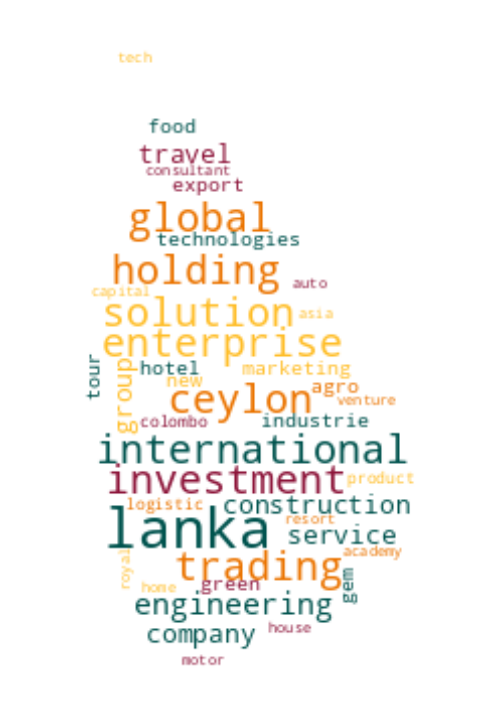 tech
food
travel
consultant
export
global
technologies
holding
auto
capital
solution
asia
enterprise
tour
hotel
marketing
group
new
agro
ceylon
venture
colombo
industrie
international
investment
product
logistic
construction
resort
lanka
service
academy
trading
royal
green
home
gem
engineering
company
house
motor